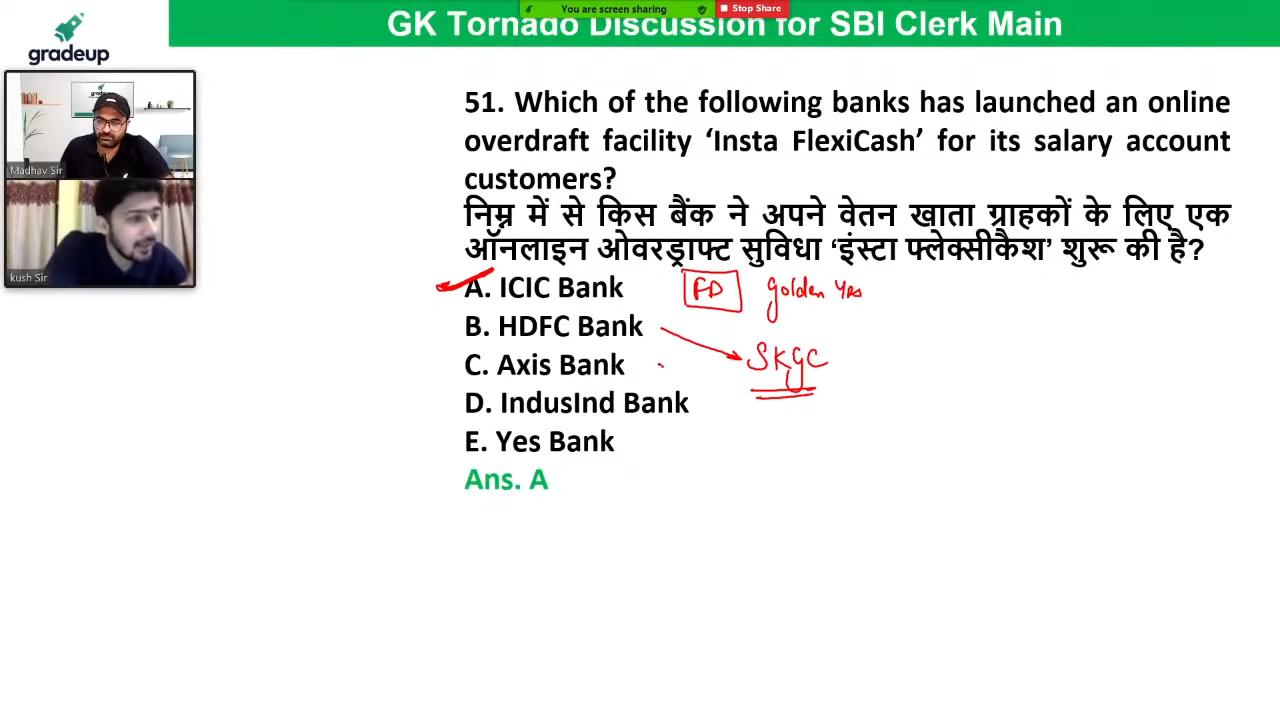 You are screen sharing
Stop Share
GK Tornado Discussion for SBI Clerk Main
gradeup
gradeup
Madhav Sir
kush Sir
51. Which of the following banks has launched an online
overdraft facility ‘Insta FlexiCash’ for its salary account
customers?
निम्न में से किस बैंक ने अपने वेतन खाता ग्राहकों के लिए एक
ऑनलाइन ओवरड्राफ्ट सुविधा ‘इंस्टा फ्लेक्सीकैश’ शुरू की है?
A. ICIC Bank FD Golden Yrs
B. HDFC Bank
SKGC
C. Axis Bank
D. IndusInd Bank
E. Yes Bank
Ans. A